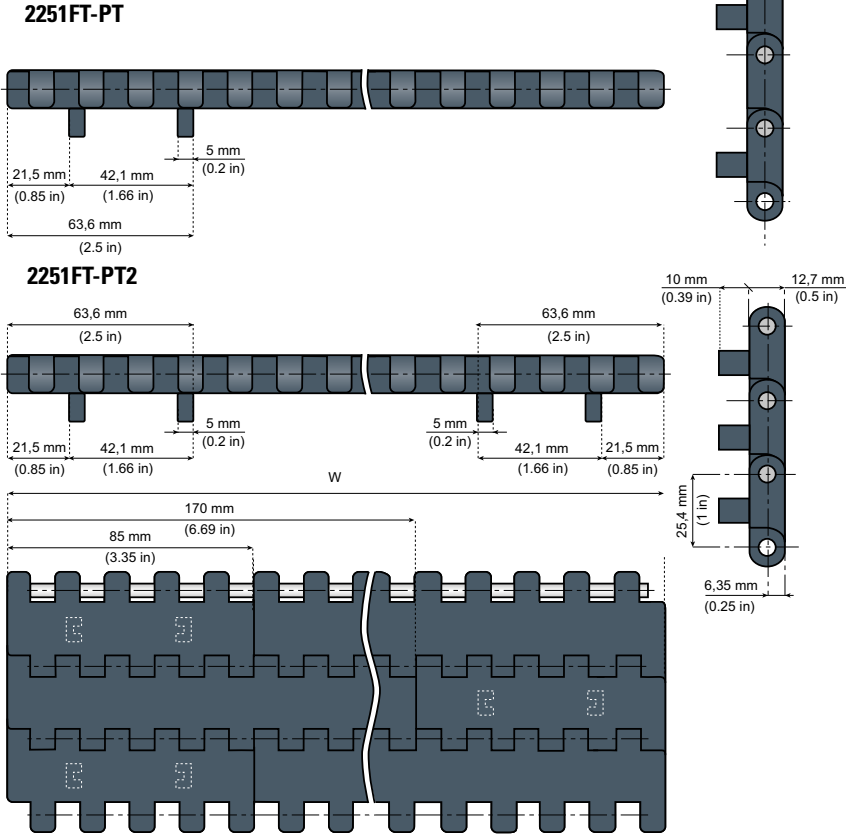 2251FT-PT
5 mm
(0.2 in)
21,5 mm
(0.85 in)
42,1 mm
(1.66 in)
63,6 mm
(2.5 in)
2251FT-PT2
63,6 mm
(2.5 in)
63,6 mm
(2.5 in)
5 mm
(0.2 in)
5 mm
(0.2 in)
21,5 mm
(0.85 in)
42,1 mm
(1.66 in)
42,1 mm
(1.66 in)
21,5 mm
(0.85 in)
W
170 mm
(6.69 in)
85 mm
(3.35 in)
10 mm
(0.39 in)
12,7 mm
(0.5 in)
25,4 mm
(1 in)
6,35 mm
(0.25 in)